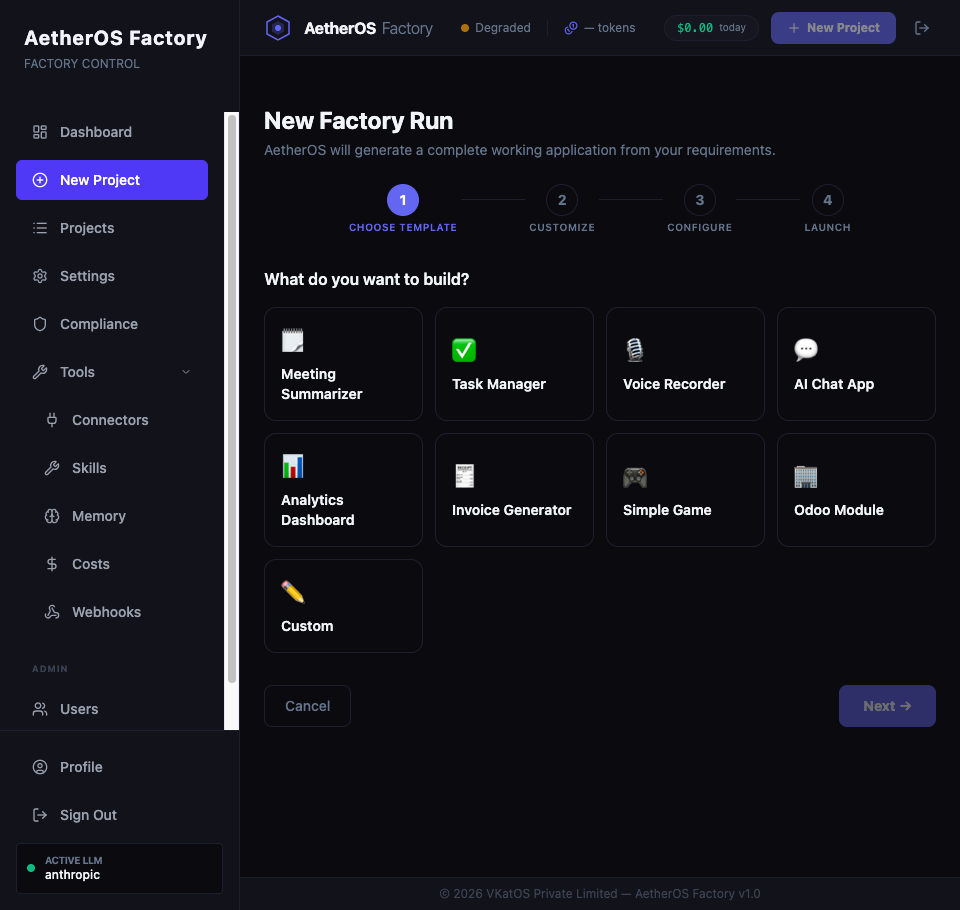 AetherOS Factory
FACTORY CONTROL
Dashboard
New Project
Projects
Settings
Compliance
Tools
Connectors
Skills
Memory
Costs
Webhooks
ADMIN
Users
Profile
Sign Out
ACTIVE LLM
anthropic
AetherOS Factory
Degraded
— tokens
$0.00 today
+ New Project
New Factory Run
AetherOS will generate a complete working application from your requirements.
1
CHOOSE TEMPLATE
2
CUSTOMIZE
3
CONFIGURE
4
LAUNCH
What do you want to build?
Meeting
Summarizer
Task Manager
Voice Recorder
AI Chat App
Analytics
Dashboard
Invoice Generator
Simple Game
Odoo Module
Custom
Cancel
Next →
© 2026 VKatOS Private Limited — AetherOS Factory v1.0